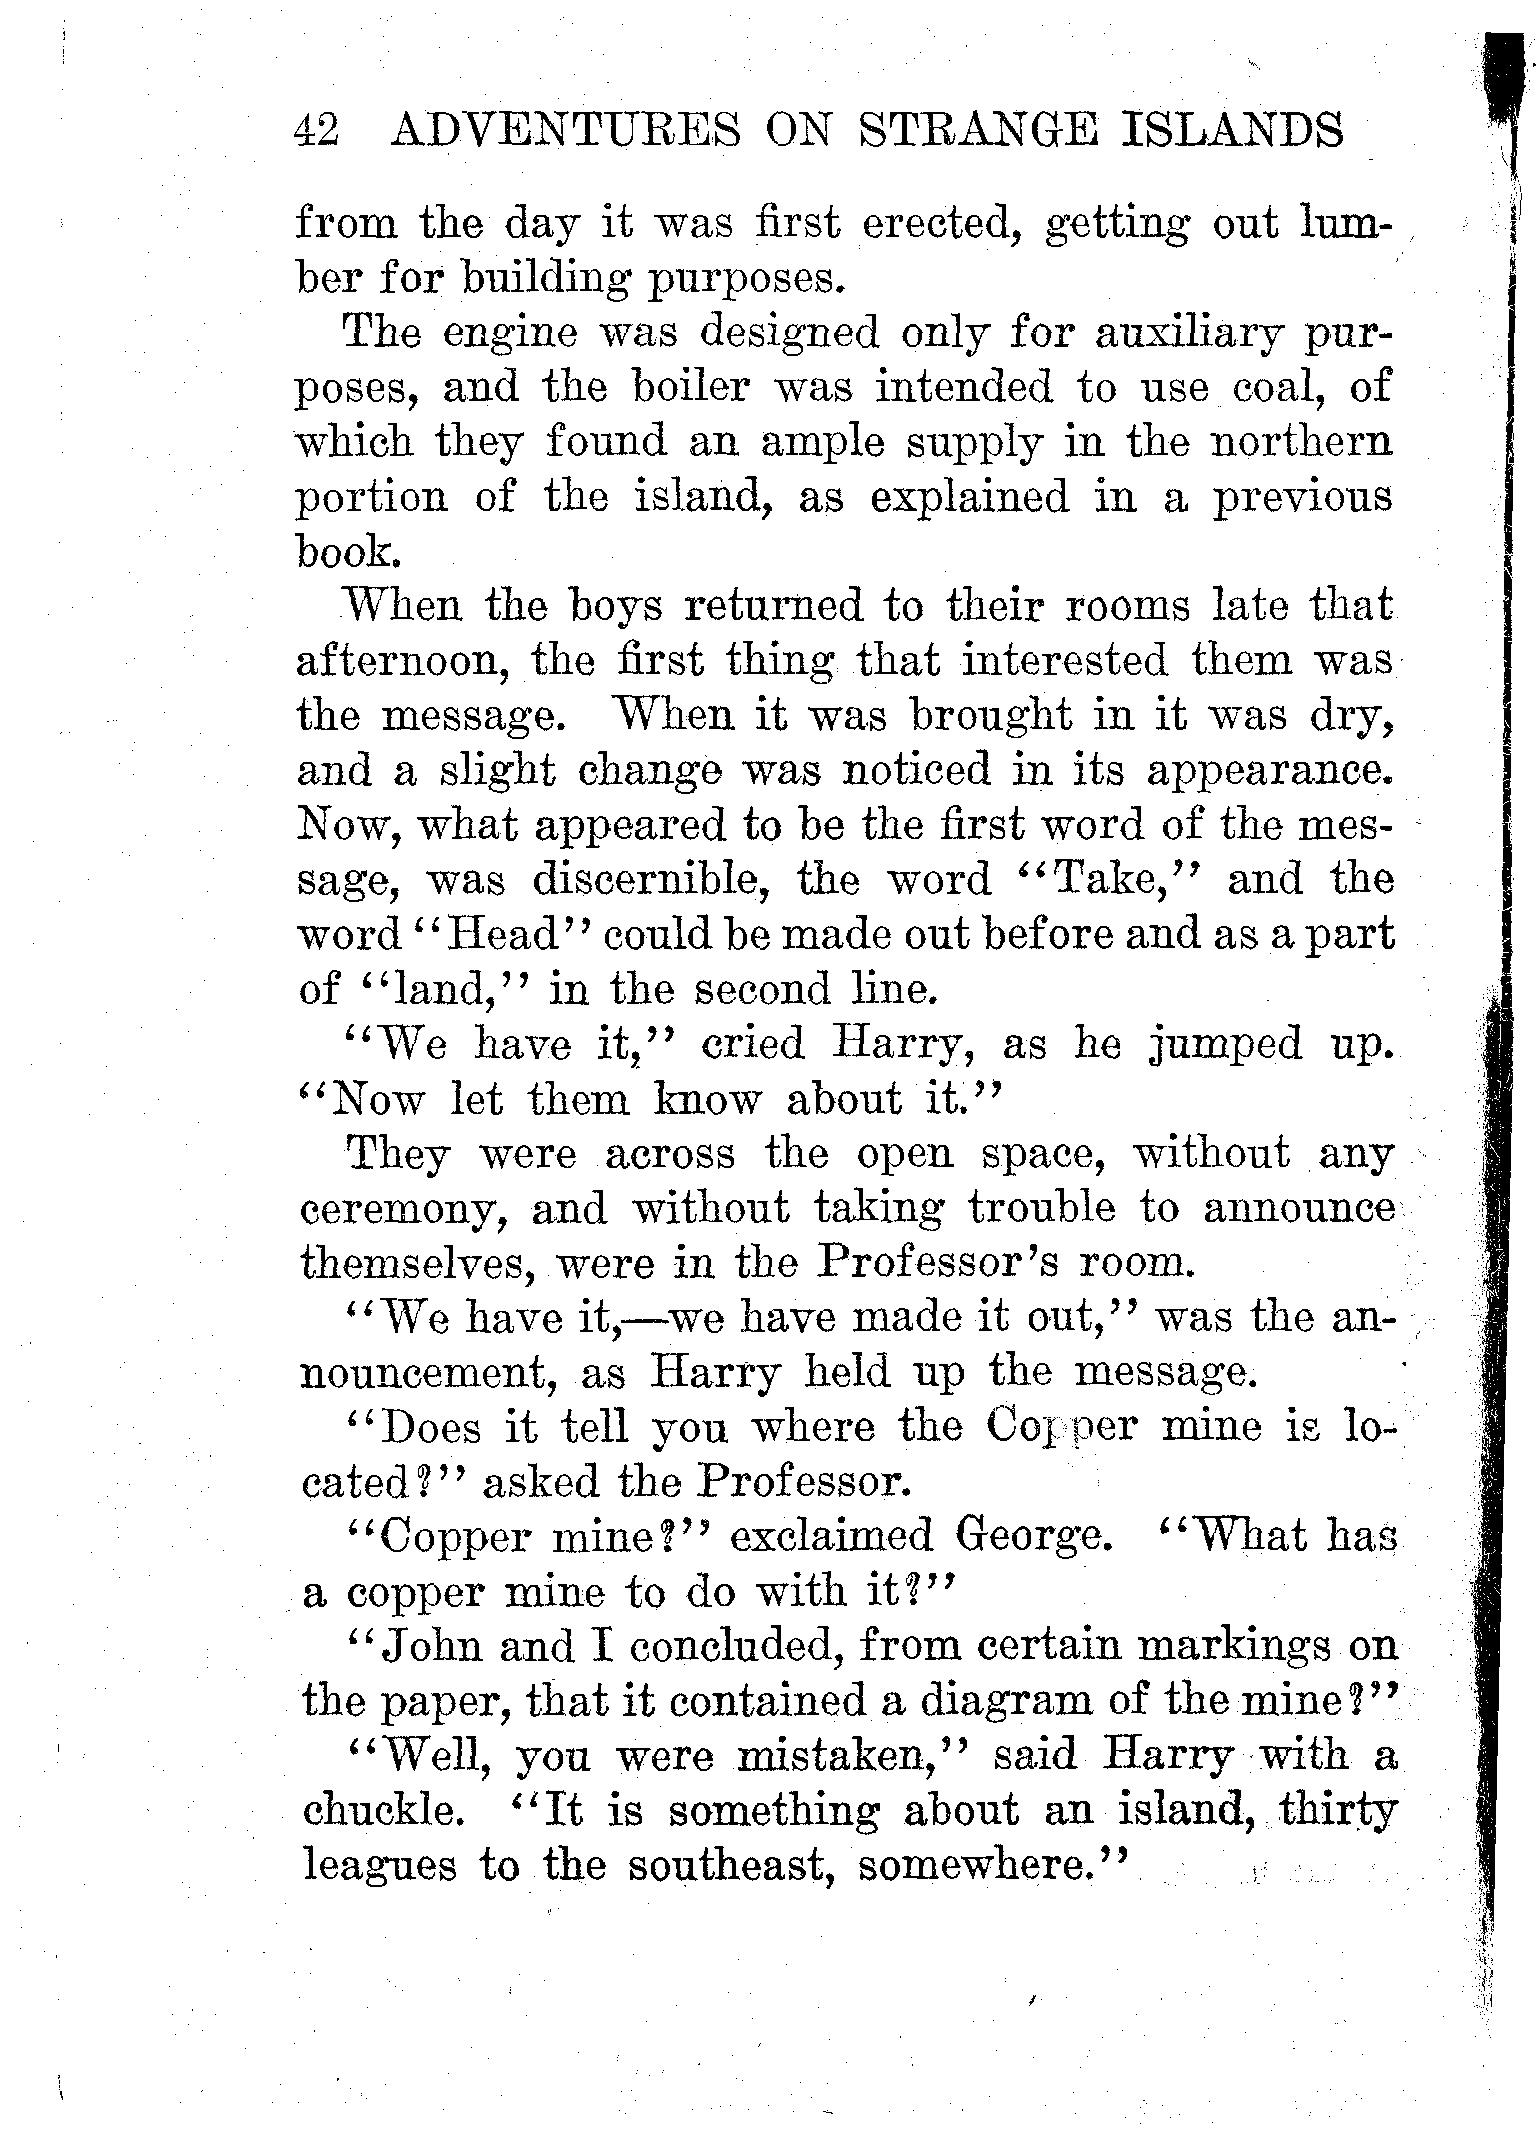 42 ADVENTURES ON STRANGE ISLANDS
from the day it was first erected, getting out lum-
ber for building purposes.
The engine was designed only for auxiliary pur-
poses, and the boiler was intended to use coal, of
which they found an ample supply in the northern
portion of the island, as explained in a previous
book.
When the boys returned to their rooms late that
afternoon, the first thing that interested them was
the message. When it was brought in it was dry,
and a slight change was noticed in its appearance.
Now, what appeared to be the first word of the mes-
sage, was discernible, the word “Take,” and the
word “Head” could be made out before and as a part
of “land,” in the second line.
“We have it,” cried Harry, as he jumped up.
“Now let them know about it.”
They were across the open space, without any
ceremony, and without taking trouble to announce
themselves, were in the Professor’s room.
“We have it,—we have made it out,” was the an-
nouncement, as Harry held up the message.
“Does it tell you where the Copper mine is lo-
cated?” asked the Professor.
“Copper mine?” exclaimed George. “What has
a copper mine to do with it?”
“John and I concluded, from certain markings on
the paper, that it contained a diagram of the mine?”
“Well, you were mistaken,” said Harry with a
chuckle. “It is something about an island, thirty
leagues to the southeast, somewhere.”